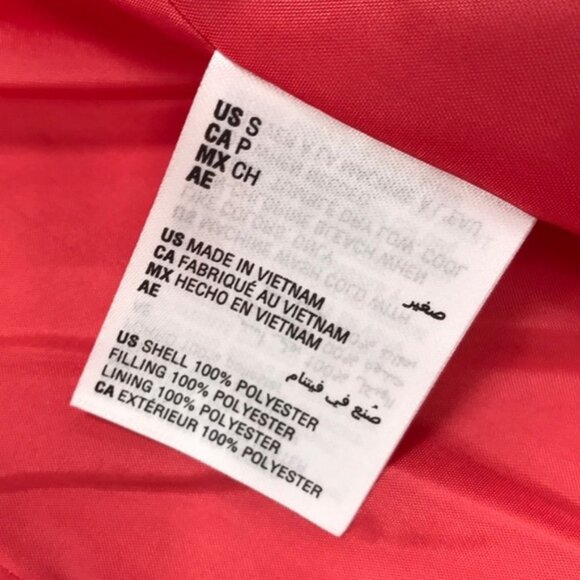 US S
CA P
MX CH
AE
صغير
US MADE IN VIETNAM
CA FABRIQUÉ AU VIETNAM
MX HECHO EN VIETNAM
AE
صُنع في فيتنام
US SHELL 100% POLYESTER
FILLING 100% POLYESTER
LINING 100% POLYESTER
CA EXTÉRIEUR 100% POLYESTER